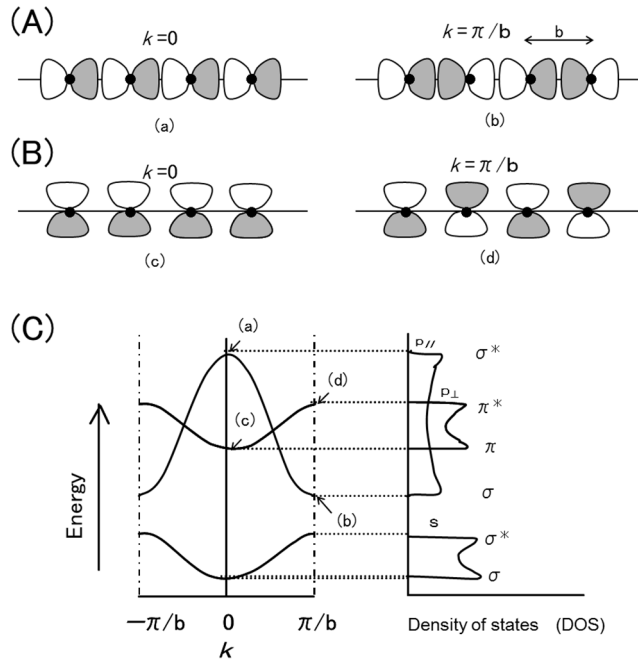 (A)
k=0
k=π/b
b
(a)
(b)
(B)
k=0
k=π/b
(c)
(d)
(C)
(a)
(d)
(c)
(b)
Energy
−π/b 0 π/b
k
p//
σ*
p⊥
π*
π
σ
s
σ*
σ
Density of states (DOS)